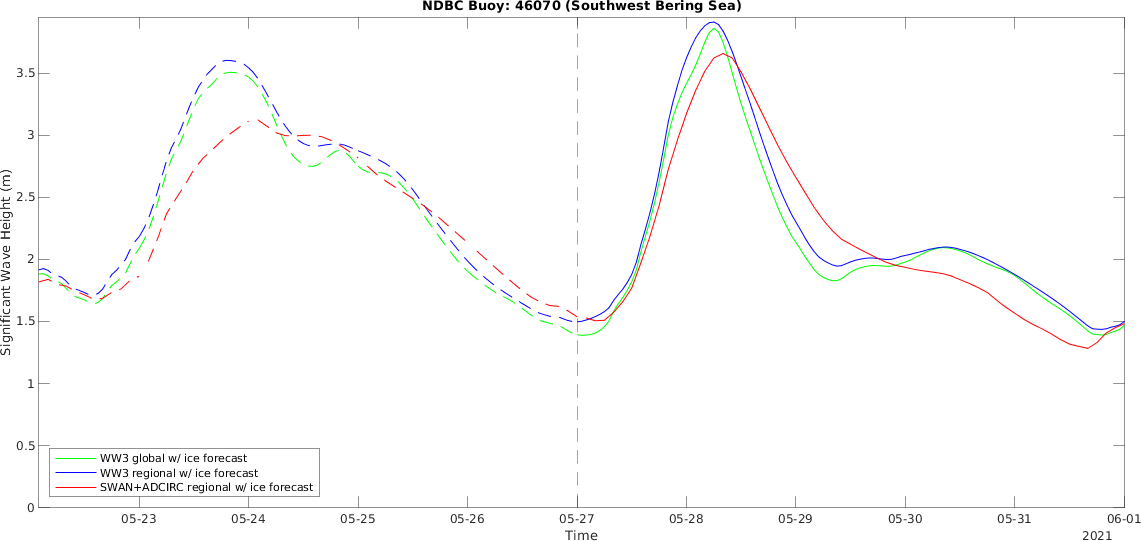 NDBC Buoy: 46070 (Southwest Bering Sea)
Significant Wave Height (m)
3.5
3
2.5
2
1.5
1
0.5
0
WW3 global w/ ice forecast
WW3 regional w/ ice forecast
SWAN+ADCIRC regional w/ ice forecast
05-23 05-24 05-25 05-26 05-27 05-28 05-29 05-30 05-31 06-01
Time
2021